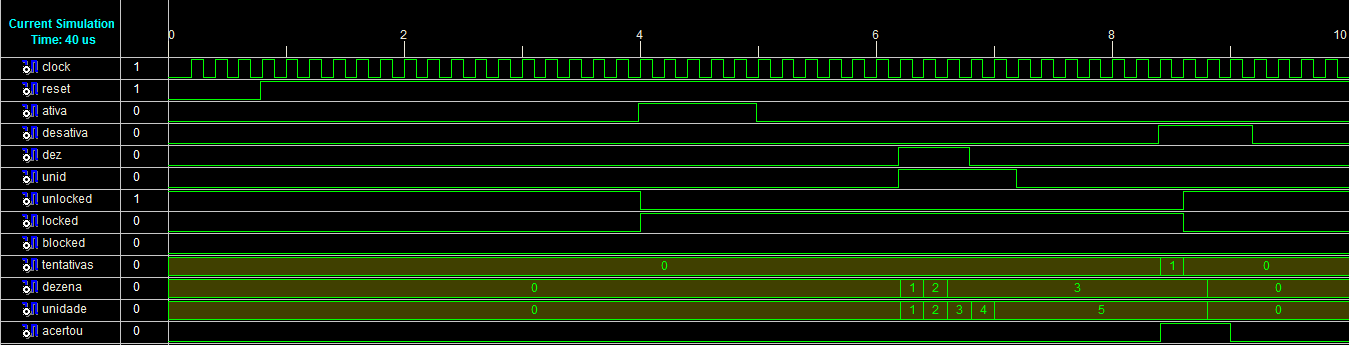 Current Simulation
Time: 40 us
0 2 4 6 8 10
clock 1
reset 1
ativa 0
desativa 0
dez 0
unid 0
unlocked 1
locked 0
blocked 0
tentativas 0 0 1 0
dezena 0 0 1 2 3 0
unidade 0 0 1 2 3 4 5 0
acertou 0